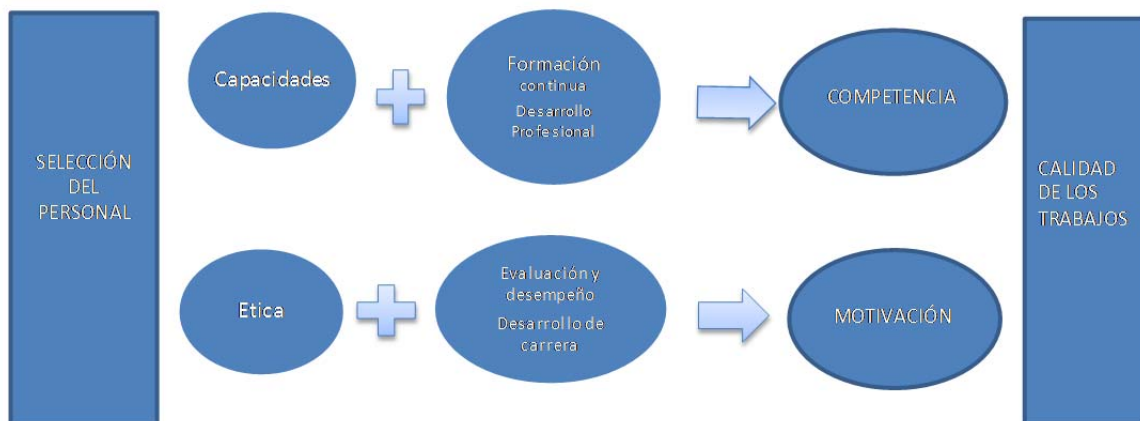 SELECCIÓN
DEL
PERSONAL
Capacidades
Formación
continua
Desarrollo
Profesional
COMPETENCIA
Etica
Evaluación y
desempeño
Desarrollo de
carrera
MOTIVACIÓN
CALIDAD
DE LOS
TRABAJOS